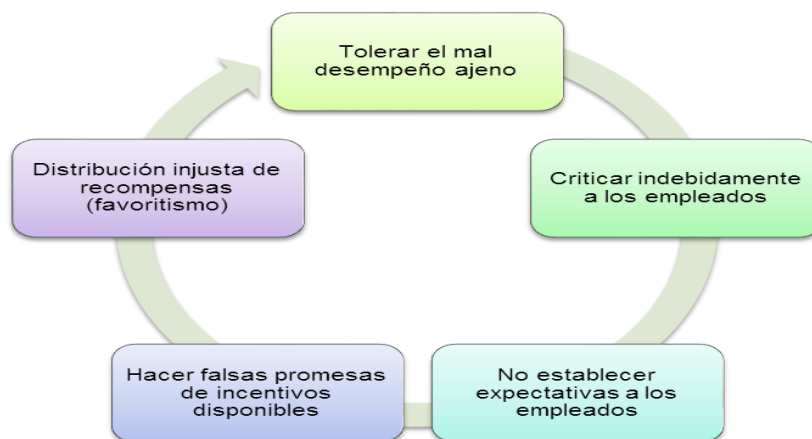 Tolerar el mal
desempeño ajeno
Criticar indebidamente
a los empleados
No establecer
expectativas a los
empleados
Hacer falsas promesas
de incentivos
disponibles
Distribución injusta de
recompensas
(favoritismo)